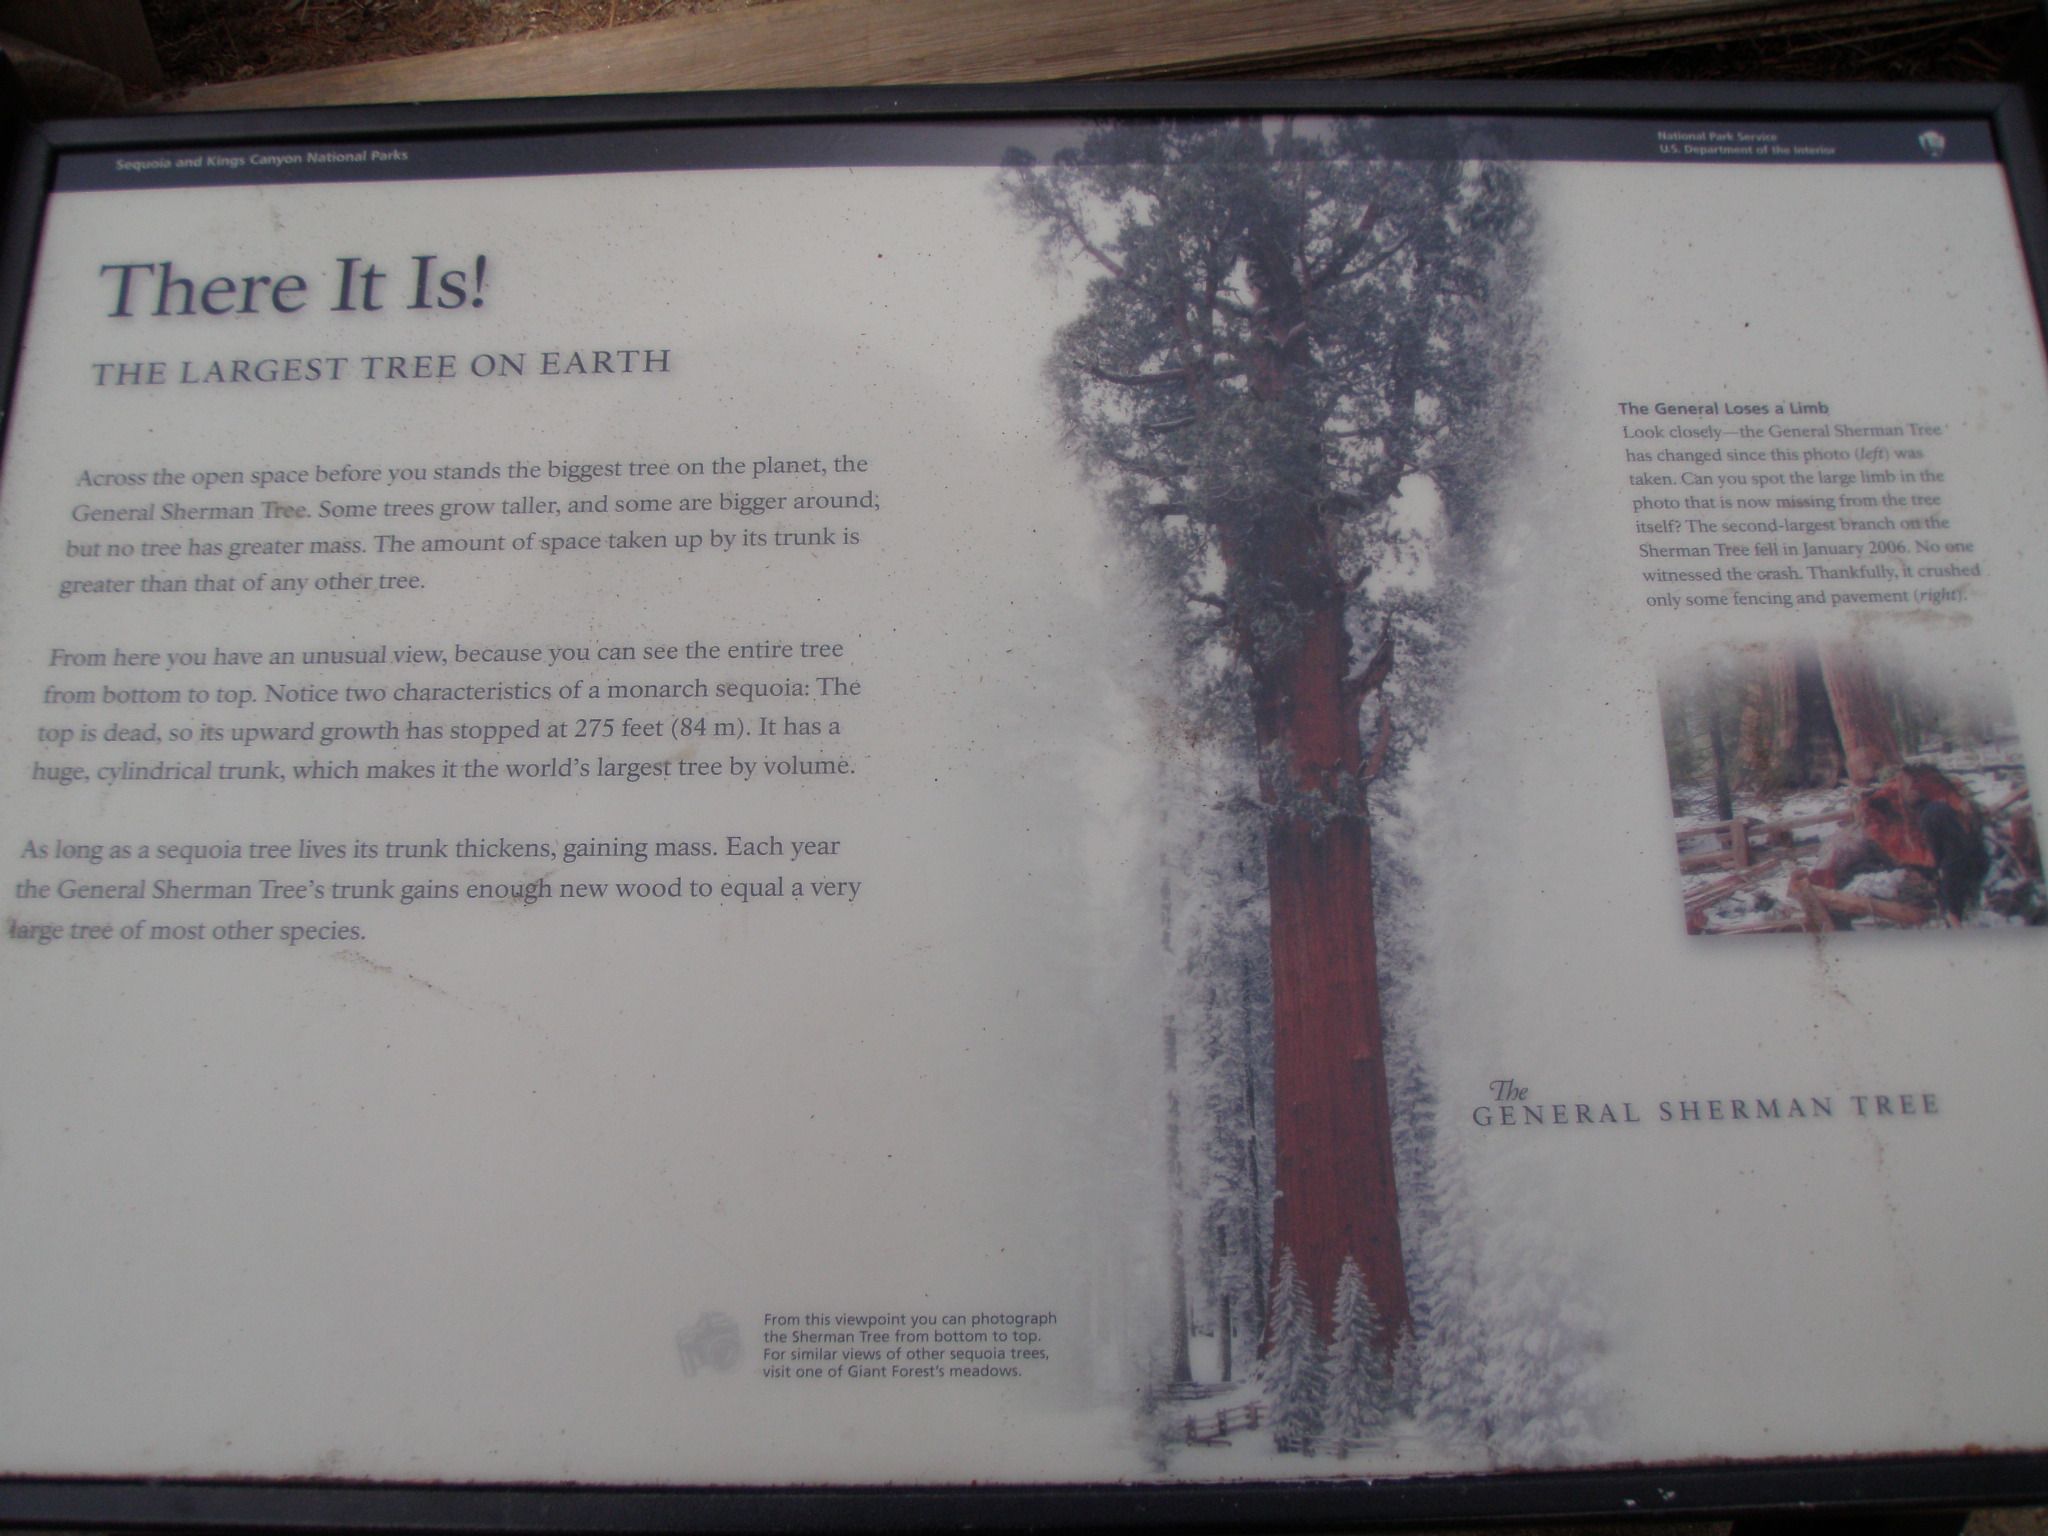 Sequoia and Kings Canyon National Parks
National Park Service
U.S. Department of the Interior
There It Is!
THE LARGEST TREE ON EARTH
Across the open space before you stands the biggest tree on the planet, the
General Sherman Tree. Some trees grow taller, and some are bigger around;
but no tree has greater mass. The amount of space taken up by its trunk is
greater than that of any other tree.
From here you have an unusual view, because you can see the entire tree
from bottom to top. Notice two characteristics of a monarch sequoia: The
top is dead, so its upward growth has stopped at 275 feet (84 m). It has a
huge, cylindrical trunk, which makes it the world's largest tree by volume.
As long as a sequoia tree lives its trunk thickens, gaining mass. Each year
the General Sherman Tree's trunk gains enough new wood to equal a very
large tree of most other species.
The General Loses a Limb
Look closely—the General Sherman Tree
has changed since this photo (left) was
taken. Can you spot the large limb in the
photo that is now missing from the tree
itself? The second-largest branch on the
Sherman Tree fell in January 2006. No one
witnessed the crash. Thankfully, it crushed
only some fencing and pavement (right).
The
GENERAL SHERMAN TREE
From this viewpoint you can photograph
the Sherman Tree from bottom to top.
For similar views of other sequoia trees,
visit one of Giant Forest's meadows.